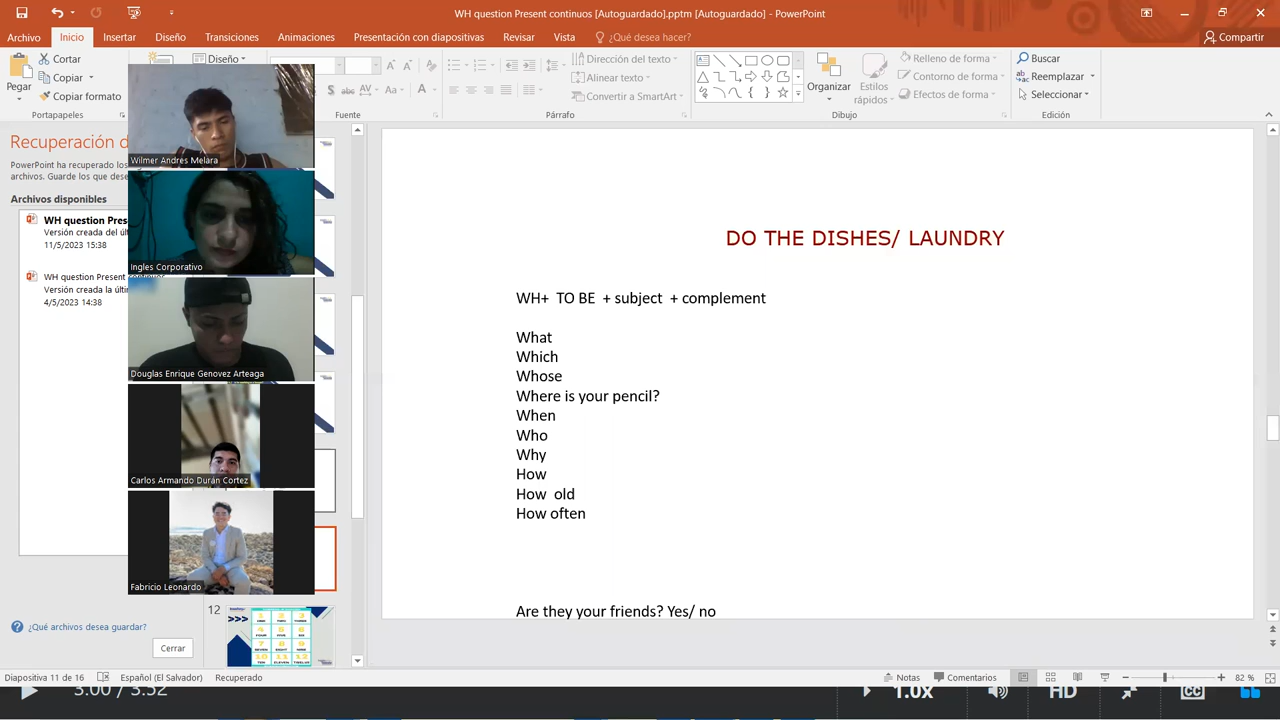 WH question Present continuos [Autoguardado].pptm [Autoguardado] - PowerPoint
Archivo Inicio Insertar Diseño Transiciones Animaciones Presentación con diapositivas Revisar Vista ¿Qué desea hacer? Compartir
Pegar
Cortar
Copiar
Copiar formato
Portapapeles
Diseño
Fuente
Dirección del texto
Alinear texto
Convertir a SmartArt
Párrafo
Organizar
Estilos rápidos
Relleno de forma
Contorno de forma
Efectos de forma
Dibujo
Buscar
Reemplazar
Seleccionar
Edición
Recuperación d
PowerPoint ha recuperado los
archivos. Guarde los que dese
Archivos disponibles
WH question Pres
Versión creada del últ
11/5/2023 15:38
WH question Present
Versión creada la últim
4/5/2023 14:38
¿Qué archivos desea guardar?
Cerrar
Wilmer Andres Melara
Ingles Corporativo
Douglas Enrique Genovez Arteaga
Carlos Armando Durán Cortez
Fabricio Leonardo
12
DO THE DISHES/ LAUNDRY
WH+ TO BE + subject + complement
What
Which
Whose
Where is your pencil?
When
Who
Why
How
How old
How often
Are they your friends? Yes/ no
Diapositiva 11 de 16 Español (El Salvador) Recuperado Notas Comentarios 82 %
3:00 / 3:52 1.0x HD CC